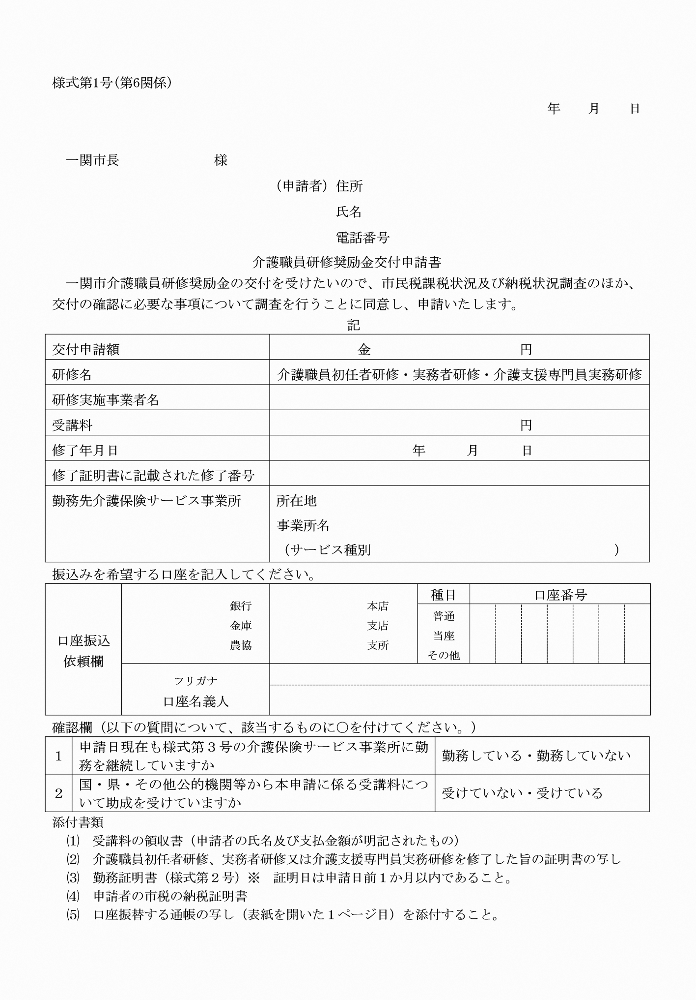 様式第1号（第6関係）
年　　月　　日
一関市長　　　　　　　様
（申請者）住所
氏名
電話番号
介護職員研修奨励金交付申請書
一関市介護職員研修奨励金の交付を受けたいので、市民税課税状況及び納税状況調査のほか、
交付の確認に必要な事項について調査を行うことに同意し、申請いたします。
記
交付申請額　金　　　　　　　　　　　円
研修名　介護職員初任者研修・実務者研修・介護支援専門員実務研修
研修実施事業者名
受講料　円
修了年月日　年　　　月　　　日
修了証明書に記載された修了番号
勤務先介護保険サービス事業所　所在地
事業所名
（サービス種別　　　　　　　　　　　　　　　　　　）
振込みを希望する口座を記入してください。
種目　口座番号
銀行　本店　普通
金庫　支店　当座
農協　支所　その他
口座振込
依頼欄
フリガナ
口座名義人
確認欄（以下の質問について、該当するものに○を付けてください。）
1　申請日現在も様式第３号の介護保険サービス事業所に勤
務を継続していますか
勤務している・勤務していない
2　国・県・その他公的機関等から本申請に係る受講料につ
いて助成を受けていますか
受けていない・受けている
添付書類
⑴　受講料の領収書（申請者の氏名及び支払金額が明記されたもの）
⑵　介護職員初任者研修、実務者研修又は介護支援専門員実務研修を修了した旨の証明書の写し
⑶　勤務証明書（様式第２号）※　証明日は申請日前１か月以内であること。
⑷　申請者の市税の納税証明書
⑸　口座振替する通帳の写し（表紙を開いた１ページ目）を添付すること。